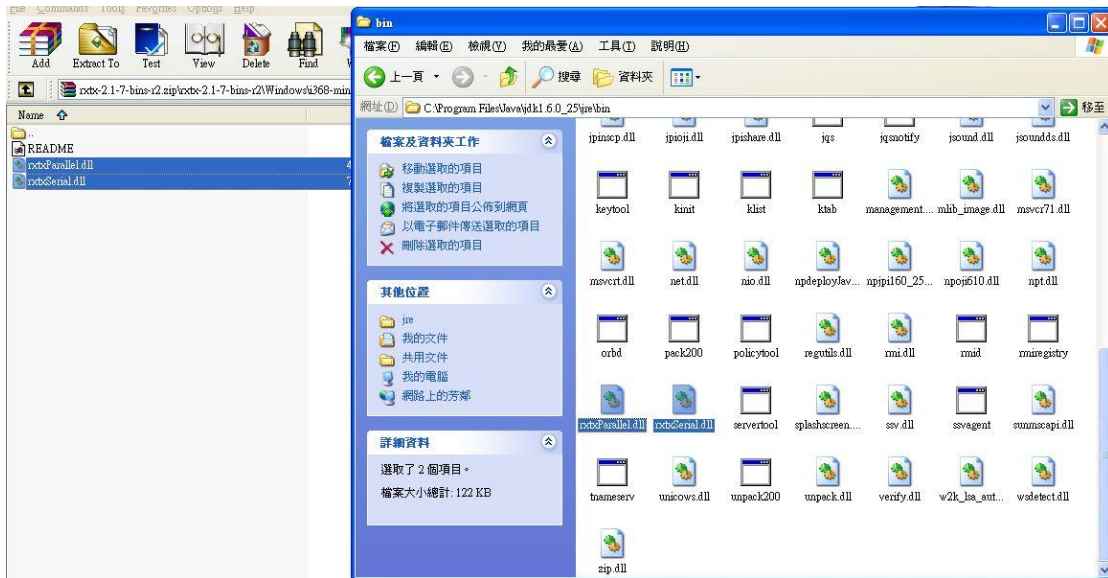 Commands Tools Favorites Options Help
Add Extract To Test View Delete Find
rxtx-2.1-7-bins-r2.zip\rxtx-2.1-7-bins-r2\Windows\i368-min
Name
..
README
rxtxParallel.dll
rxtxSerial.dll
bin
檔案(F) 編輯(E) 檢視(V) 我的最愛(A) 工具(T) 說明(H)
上一頁 搜尋 資料夾
網址(D) C:\Program Files\Java\jdk1.6.0_25\jre\bin 移至
檔案及資料夾工作
移動選取的項目
複製選取的項目
將選取的項目公佈到網頁
以電子郵件傳送選取的項目
刪除選取的項目
其他位置
jre
我的文件
共用文件
我的電腦
網路上的芳鄰
詳細資料
選取了 2 個項目。
檔案大小總計: 122 KB
jpinscp.dll jpioji.dll jpishare.dll jqs jqsnotify jsound.dll jsoundds.dll
keytool kinit klist ktab management.... mlib_image.dll msvcr71.dll
msvcrt.dll net.dll nio.dll npdeployJav... npjpi160_25... npoji610.dll npt.dll
orbd pack200 policytool regutils.dll rmi.dll rmid rmiregistry
rxtxParallel.dll rxtxSerial.dll servertool splashscreen.... ssv.dll ssvagent sunmscapi.dll
tnameserv unicows.dll unpack200 unpack.dll verify.dll w2k_lsa_aut... wsdetect.dll
zip.dll